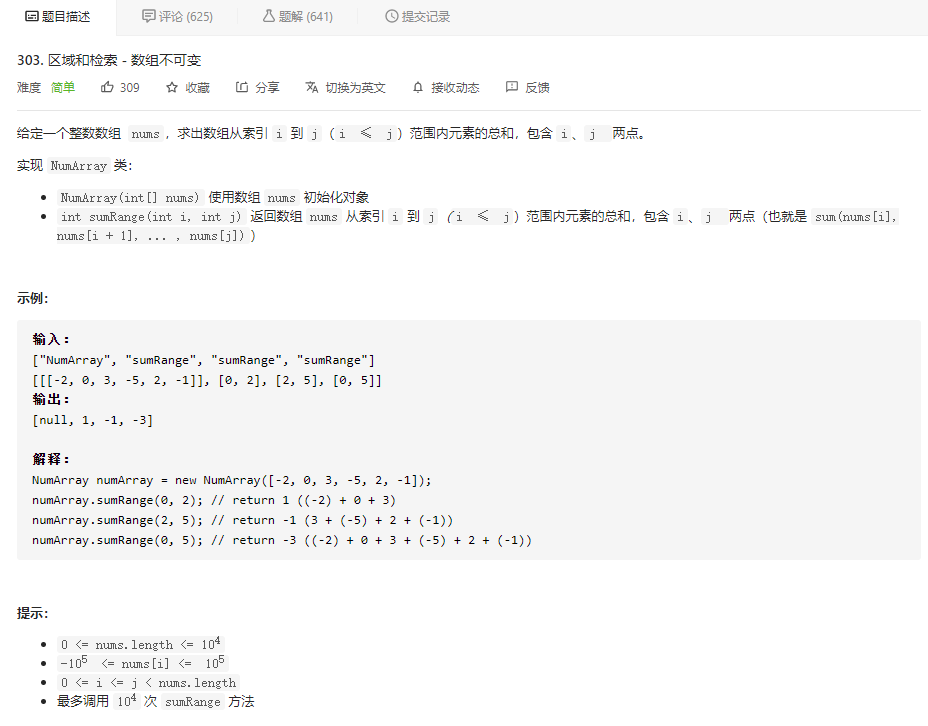 题目描述 评论 (625) 题解 (641) 提交记录
303. 区域和检索 - 数组不可变
难度 简单 309 收藏 分享 切换为英文 接收动态 反馈
给定一个整数数组 nums，求出数组从索引 i 到 j（i ≤ j）范围内元素的总和，包含 i、j 两点。
实现 NumArray 类：
NumArray(int[] nums) 使用数组 nums 初始化对象
int sumRange(int i, int j) 返回数组 nums 从索引 i 到 j（i ≤ j）范围内元素的总和，包含 i、j 两点（也就是 sum(nums[i],
nums[i + 1], ... , nums[j])）
示例：
输入：
["NumArray", "sumRange", "sumRange", "sumRange"]
[[[-2, 0, 3, -5, 2, -1]], [0, 2], [2, 5], [0, 5]]
输出：
[null, 1, -1, -3]
解释：
NumArray numArray = new NumArray([-2, 0, 3, -5, 2, -1]);
numArray.sumRange(0, 2); // return 1 ((-2) + 0 + 3)
numArray.sumRange(2, 5); // return -1 (3 + (-5) + 2 + (-1))
numArray.sumRange(0, 5); // return -3 ((-2) + 0 + 3 + (-5) + 2 + (-1))
提示：
0 <= nums.length <= 10⁴
-10⁵ <= nums[i] <= 10⁵
0 <= i <= j < nums.length
最多调用 10⁴ 次 sumRange 方法